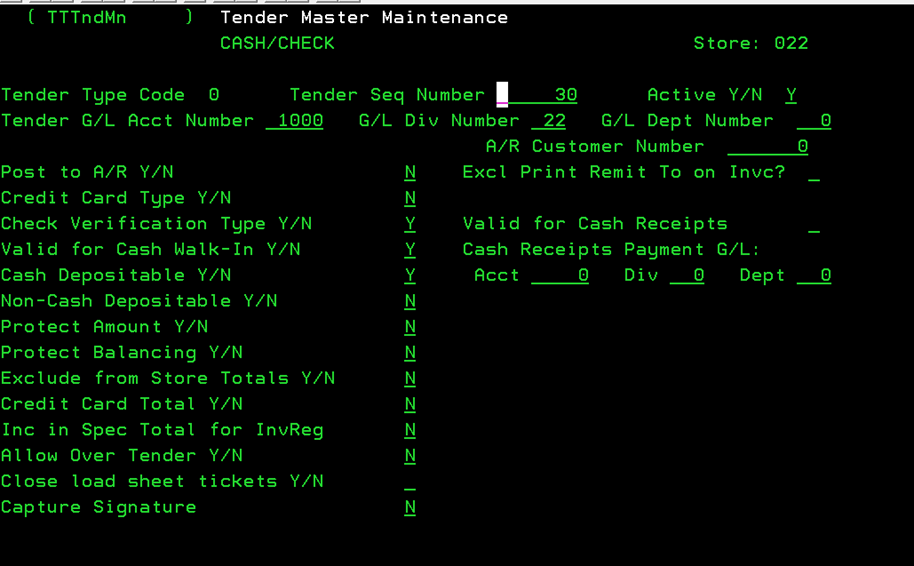 ( TTTndMn ) Tender Master Maintenance
CASH/CHECK Store: 022
Tender Type Code 0 Tender Seq Number 30 Active Y/N Y
Tender G/L Acct Number 1000 G/L Div Number 22 G/L Dept Number 0
A/R Customer Number 0
Post to A/R Y/N N Excl Print Remit To on Invc? _
Credit Card Type Y/N N
Check Verification Type Y/N Y Valid for Cash Receipts _
Valid for Cash Walk-In Y/N Y Cash Receipts Payment G/L:
Cash Depositable Y/N Y Acct 0 Div 0 Dept 0
Non-Cash Depositable Y/N N
Protect Amount Y/N N
Protect Balancing Y/N N
Exclude from Store Totals Y/N N
Credit Card Total Y/N N
Inc in Spec Total for InvReg N
Allow Over Tender Y/N N
Close load sheet tickets Y/N _
Capture Signature N